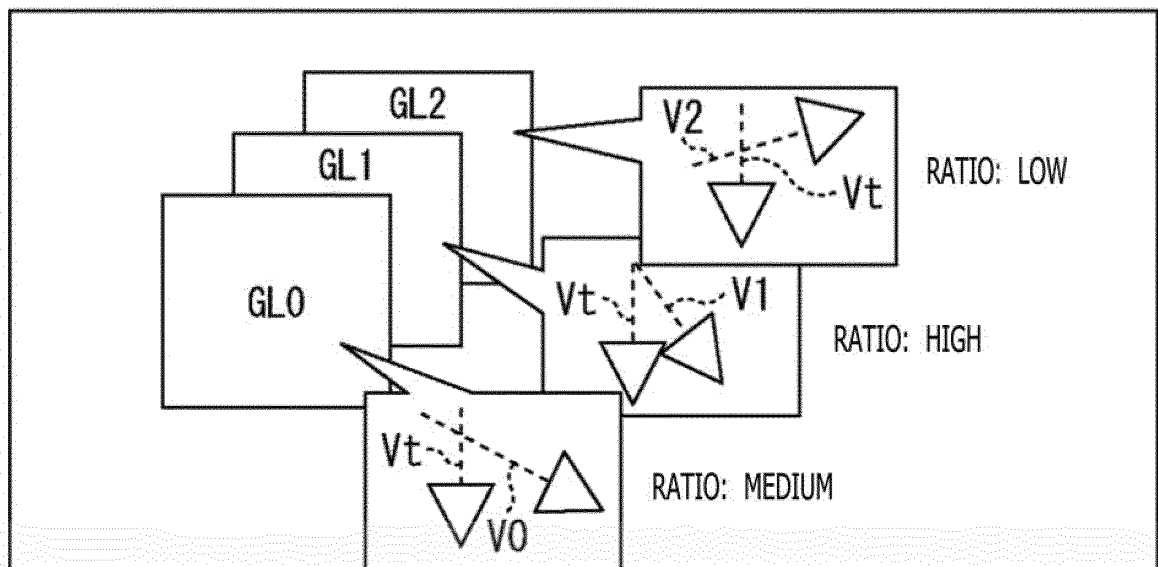 GL2
GL1
GL0
V2
Vt
RATIO: LOW
Vt
V1
RATIO: HIGH
Vt
V0
RATIO: MEDIUM